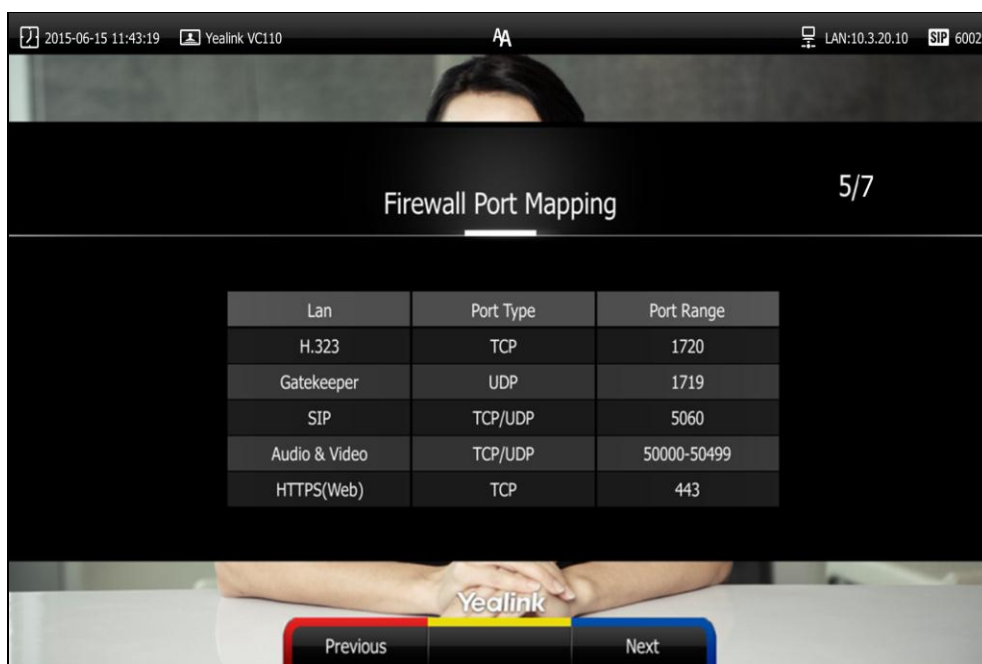 2015-06-15 11:43:19 Yealink VC110 LAN:10.3.20.10 SIP 6002
5/7
Firewall Port Mapping
Lan Port Type Port Range
H.323 TCP 1720
Gatekeeper UDP 1719
SIP TCP/UDP 5060
Audio & Video TCP/UDP 50000-50499
HTTPS(Web) TCP 443
Yealink
Previous Next